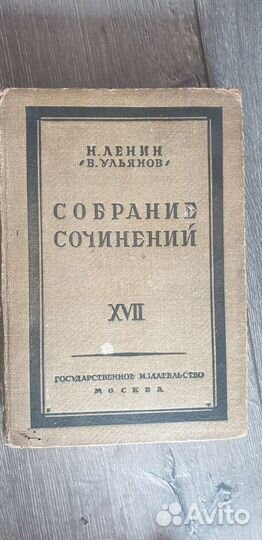 Н. ЛЕНИН
(В. УЛЬЯНОВ)
СОБРАНИЕ
СОЧИНЕНИЙ
XVII
ГОСУДАРСТВЕННОЕ ИЗДАТЕЛЬСТВО
МОСКВА
Avito